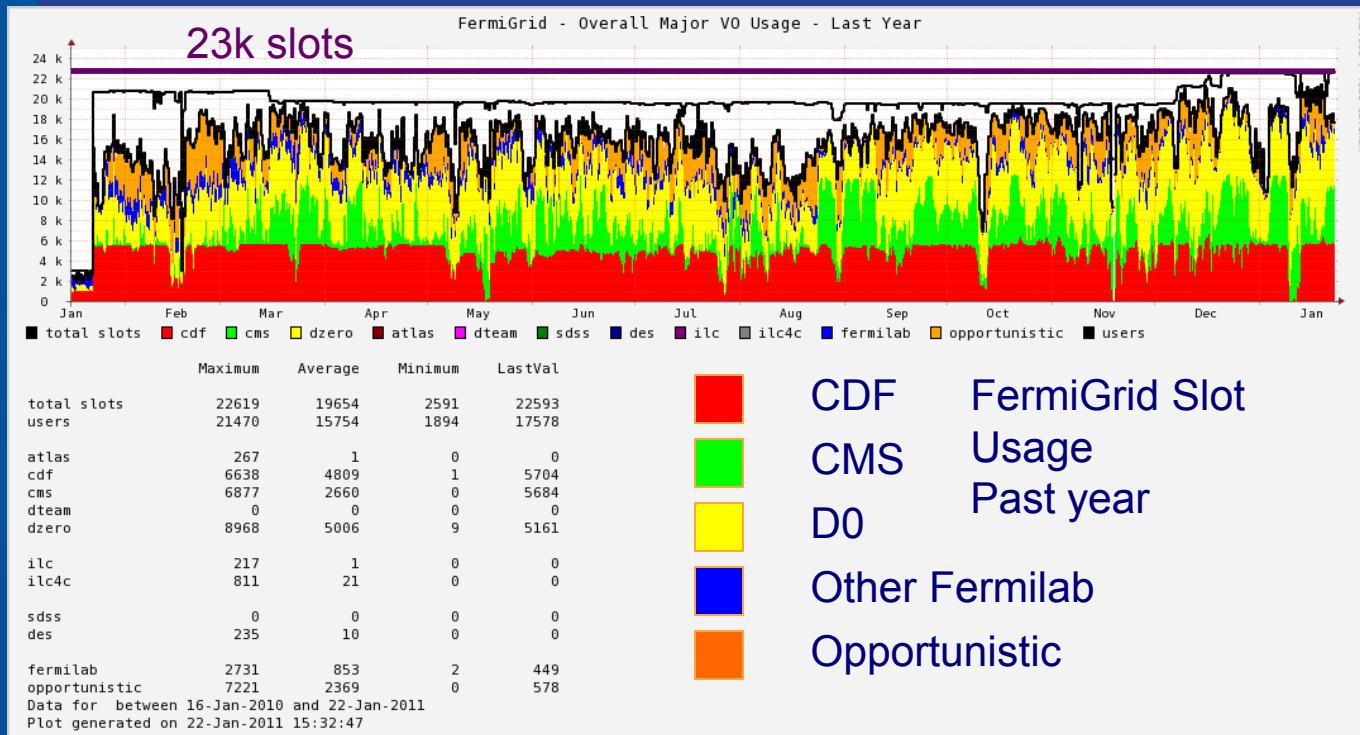 FermiGrid - Overall Major VO Usage - Last Year
23k slots
24 k
22 k
20 k
18 k
16 k
14 k
12 k
10 k
8 k
6 k
4 k
2 k
0
Jan Feb Mar Apr May Jun Jul Aug Sep Oct Nov Dec Jan
total slots cdf cms dzero atlas dteam sdss des ilc ilc4c fermilab opportunistic users
Maximum Average Minimum LastVal
total slots 22619 19654 2591 22593
users 21470 15754 1894 17578
atlas 267 1 0 0
cdf 6638 4809 1 5704
cms 6877 2660 0 5684
dteam 0 0 0 0
dzero 8968 5006 9 5161
ilc 217 1 0 0
ilc4c 811 21 0 0
sdss 0 0 0 0
des 235 10 0 0
fermilab 2731 853 2 449
opportunistic 7221 2369 0 578
Data for between 16-Jan-2010 and 22-Jan-2011
Plot generated on 22-Jan-2011 15:32:47
CDF
CMS
D0
Other Fermilab
Opportunistic
FermiGrid Slot
Usage
Past year